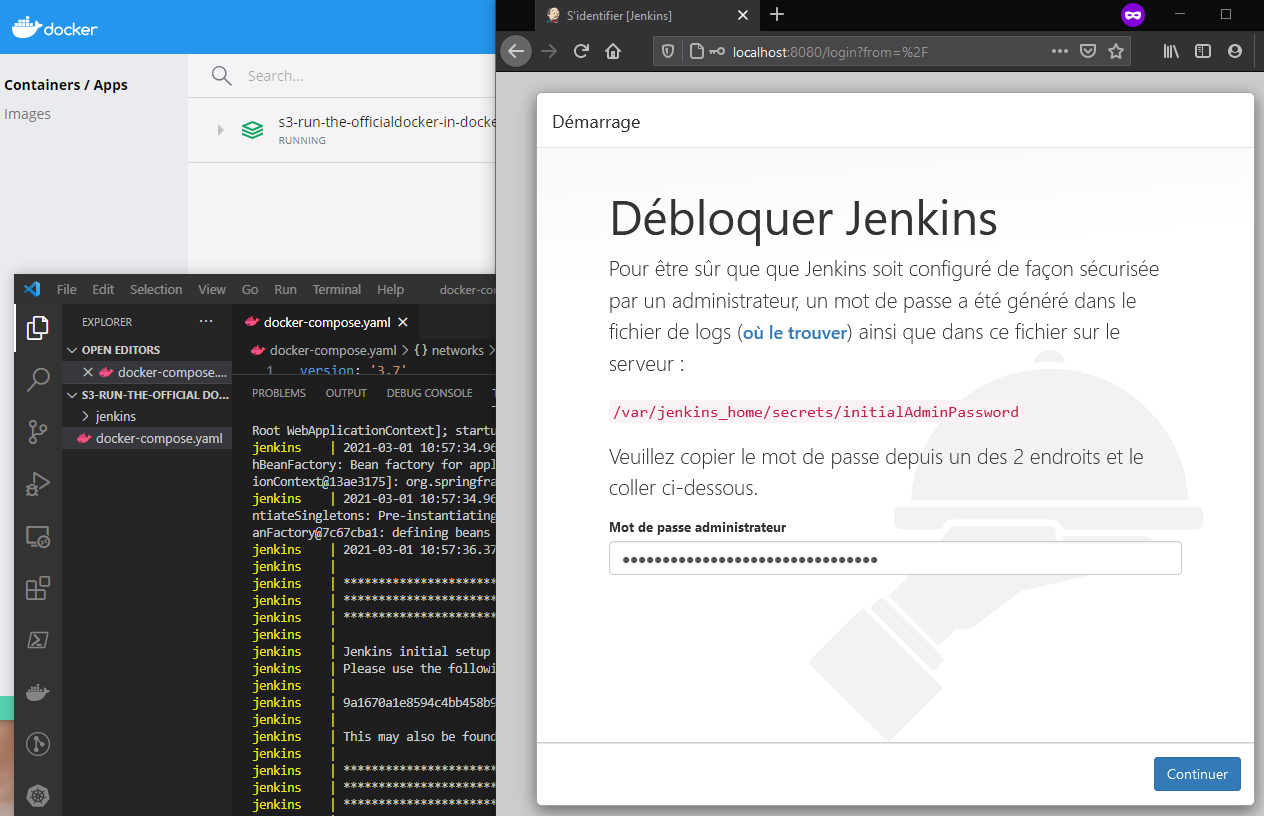 docker
Containers / Apps
Images
Search...
s3-run-the-officialdocker-in-docke
RUNNING
File Edit Selection View Go Run Terminal Help docker-co
EXPLORER ...
OPEN EDITORS
docker-compose....
S3-RUN-THE-OFFICIAL DO...
jenkins
docker-compose.yaml
docker-compose.yaml
docker-compose.yaml > {} networks >
1 version: '3.7'
PROBLEMS OUTPUT DEBUG CONSOLE
Root WebApplicationContext]; startu
jenkins | 2021-03-01 10:57:34.96
hBeanFactory: Bean factory for appl
ionContext@13ae3175]: org.springfra
jenkins | 2021-03-01 10:57:34.96
ntiateSingletons: Pre-instantiating
anFactory@7c67cba1: defining beans
jenkins | 2021-03-01 10:57:36.37
jenkins |
jenkins | **********************
jenkins | **********************
jenkins | **********************
jenkins |
jenkins | Jenkins initial setup
jenkins | Please use the followi
jenkins |
jenkins | 9a1670a1e8594c4bb458b9
jenkins |
jenkins | This may also be found
jenkins |
jenkins | **********************
jenkins | **********************
jenkins | **********************
S'identifier [Jenkins]
localhost:8080/login?from=%2F
Démarrage
Débloquer Jenkins
Pour être sûr que que Jenkins soit configuré de façon sécurisée
par un administrateur, un mot de passe a été généré dans le
fichier de logs (où le trouver) ainsi que dans ce fichier sur le
serveur :
/var/jenkins_home/secrets/initialAdminPassword
Veuillez copier le mot de passe depuis un des 2 endroits et le
coller ci-dessous.
Mot de passe administrateur
••••••••••••••••••••••••••••••••
Continuer